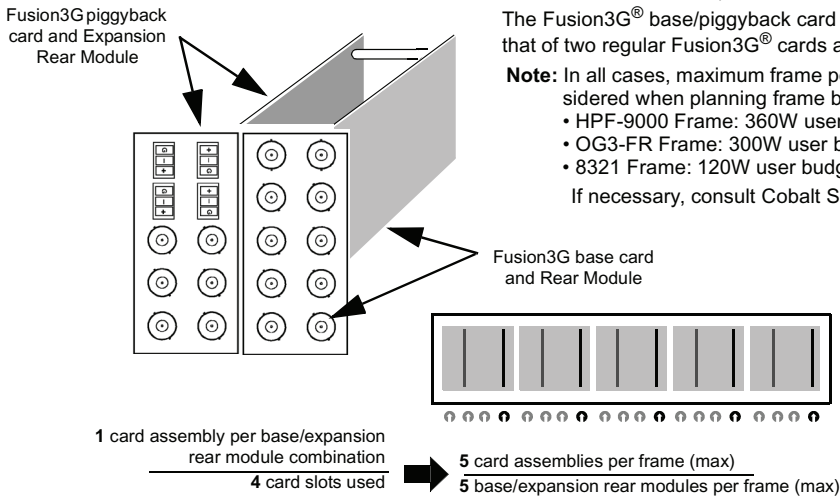 Fusion3G piggyback
card and Expansion
Rear Module
The Fusion3G® base/piggyback card
that of two regular Fusion3G® cards a
Note: In all cases, maximum frame po
sidered when planning frame b
• HPF-9000 Frame: 360W user
• OG3-FR Frame: 300W user b
• 8321 Frame: 120W user budg
If necessary, consult Cobalt S
Fusion3G base card
and Rear Module
1 card assembly per base/expansion
rear module combination
4 card slots used
5 card assemblies per frame (max)
5 base/expansion rear modules per frame (max)